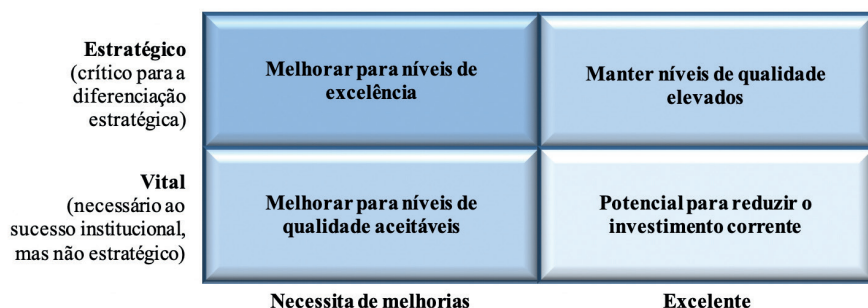 Estratégico
(crítico para a
diferenciação
estratégica)
Melhorar para níveis de
excelência
Manter níveis de qualidade
elevados
Vital
(necessário ao
sucesso institucional,
mas não estratégico)
Melhorar para níveis de
qualidade aceitáveis
Potencial para reduzir o
investimento corrente
Necessita de melhorias
Excelente